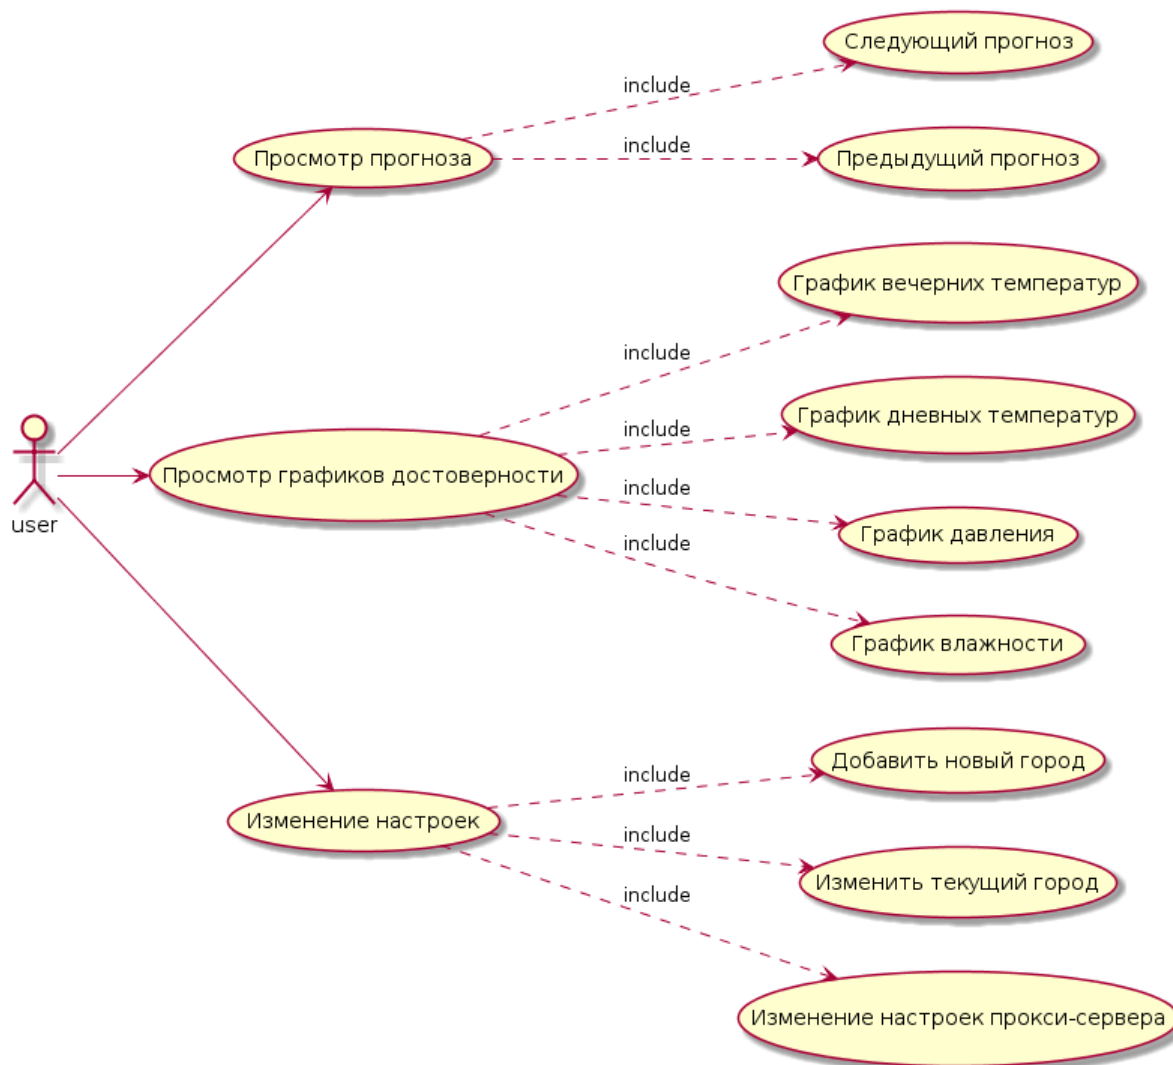 Следующий прогноз
include
Просмотр прогноза
include
Предыдущий прогноз
График вечерних температур
include
График дневных температур
include
Просмотр графиков достоверности
include
График давления
include
График влажности
user
Добавить новый город
include
Изменение настроек
include
Изменить текущий город
include
Изменение настроек прокси-сервера